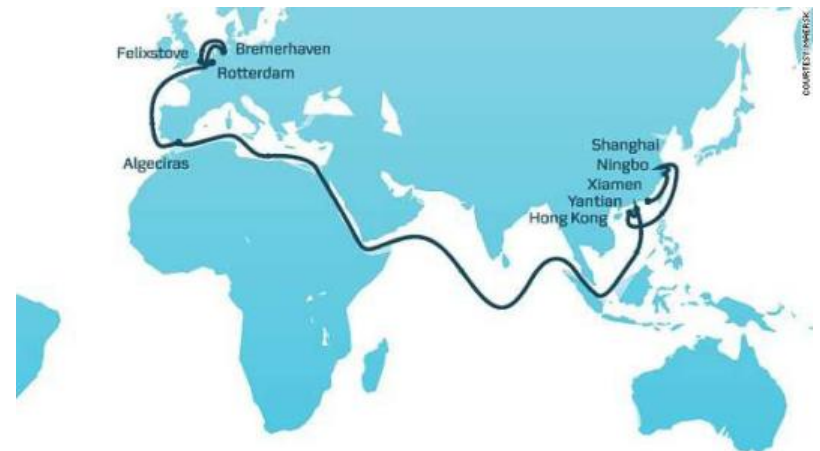 Felixstove
Bremerhaven
Rotterdam
Algeciras
Shanghai
Ningbo
Xiamen
Yantian
Hong Kong
COURTESY MAERSK